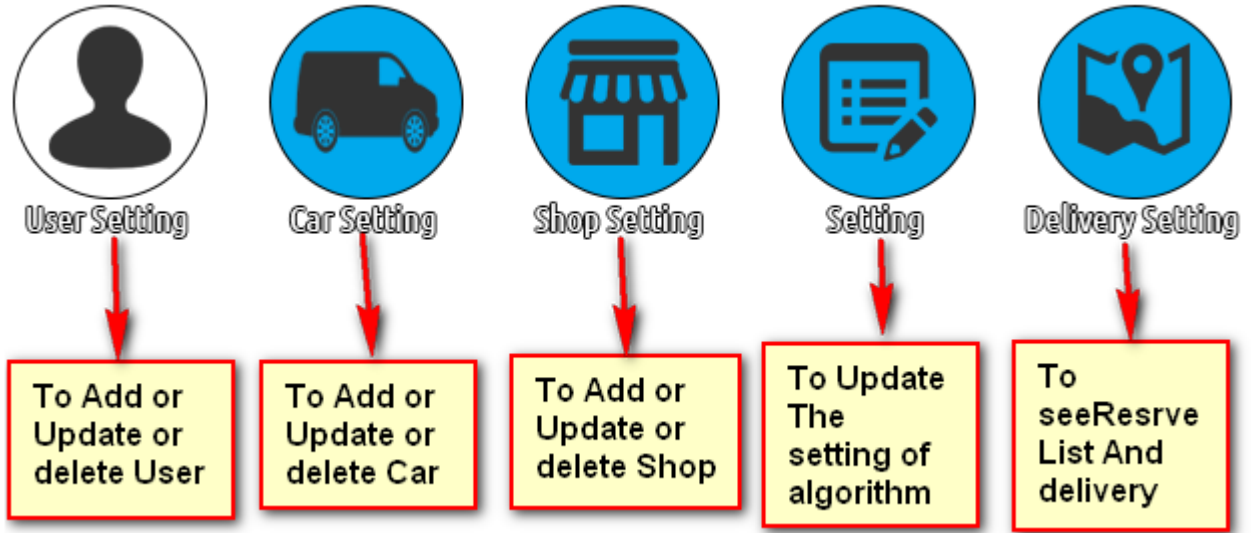 User Setting
Car Setting
Shop Setting
Setting
Delivery Setting
To Add or
Update or
delete User
To Add or
Update or
delete Car
To Add or
Update or
delete Shop
To Update
The
setting of
algorithm
To
seeResrve
List And
delivery